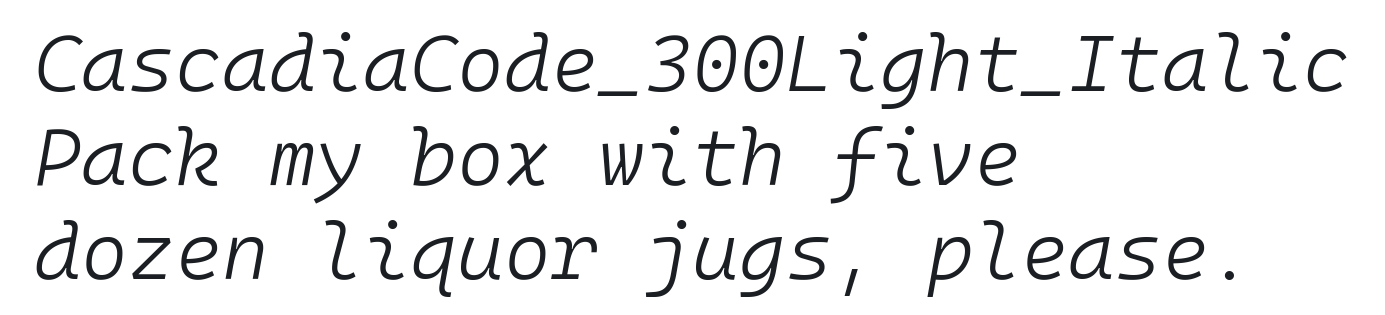 CascadiaCode_300Light_Italic
Pack my box with five
dozen liquor jugs, please.